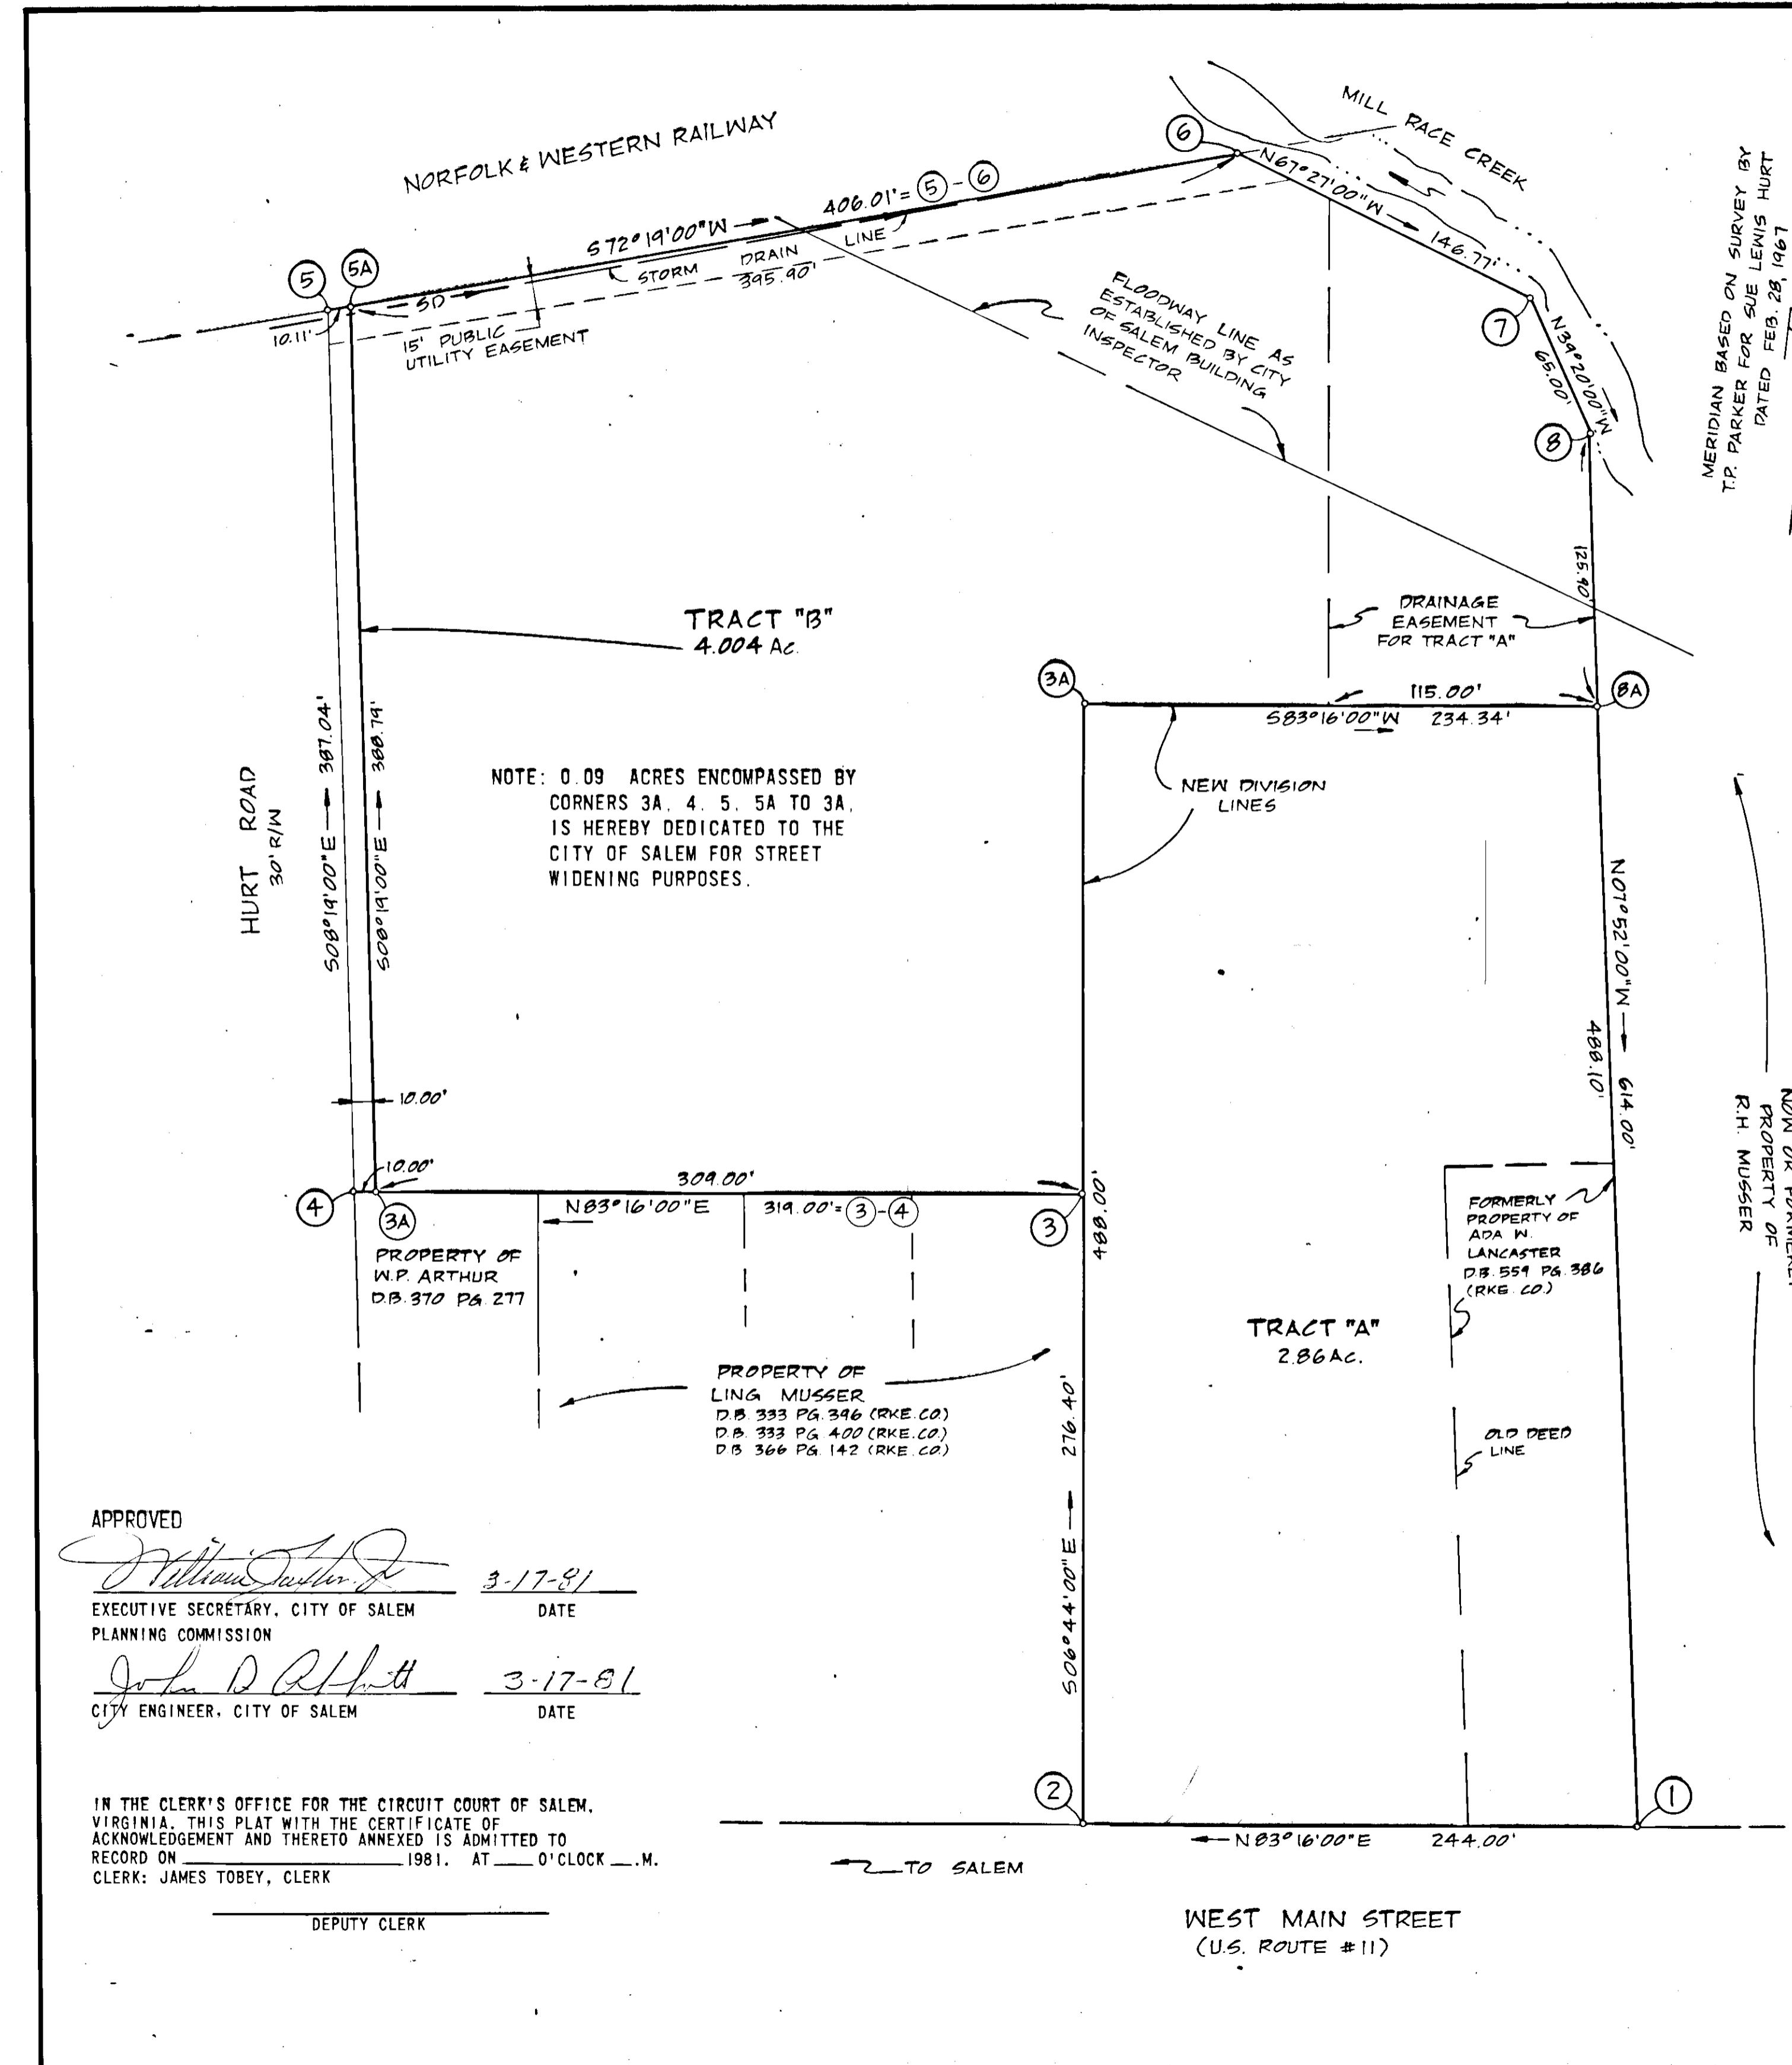 NORFOLK & WESTERN RAILWAY
MILL RACE CREEK
MERIDIAN BASED ON SURVEY BY
T.P. PARKER FOR SUE LEWIS HURT
DATED FEB. 28, 1967
6
N67°27'00"W
146.77'
406.01' = 5 - 6
S72°19'00"W
STORM DRAIN LINE
395.90'
5
5A
SD
10.11'
15' PUBLIC
UTILITY EASEMENT
FLOODWAY LINE AS
ESTABLISHED BY CITY
OF SALEM BUILDING
INSPECTOR
7
N39°20'00"W
65.00'
8
125.90'
TRACT "B"
4.004 AC.
DRAINAGE
EASEMENT
FOR TRACT "A"
3A
8A
115.00'
S83°16'00"W 234.34'
NEW DIVISION
LINES
NOTE: 0.09 ACRES ENCOMPASSED BY
CORNERS 3A, 4, 5, 5A TO 3A,
IS HEREBY DEDICATED TO THE
CITY OF SALEM FOR STREET
WIDENING PURPOSES.
HURT ROAD
30' R/W
S08°19'00"E 387.04'
S08°19'00"E 388.79'
N07°52'00"W 614.00'
488.10'
NOW OR FORMERLY
PROPERTY OF
R.H. MUSSER
10.00'
10.00'
309.00'
N83°16'00"E 319.00' = 3 - 4
4
3A
3
488.00'
PROPERTY OF
W.P. ARTHUR
D.B. 370 PG. 277
FORMERLY
PROPERTY OF
ADA W.
LANCASTER
D.B. 559 PG. 386
(RKE. CO.)
TRACT "A"
2.86 AC.
PROPERTY OF
LING MUSSER
D.B. 333 PG. 396 (RKE. CO.)
D.B. 333 PG. 400 (RKE. CO.)
D.B. 366 PG. 142 (RKE. CO.)
OLD DEED
LINE
S06°44'00"E 276.40'
APPROVED
3-17-81
EXECUTIVE SECRETARY, CITY OF SALEM DATE
PLANNING COMMISSION
3-17-81
CITY ENGINEER, CITY OF SALEM DATE
2
1
N83°16'00"E 244.00'
TO SALEM
WEST MAIN STREET
(U.S. ROUTE #11)
IN THE CLERK'S OFFICE FOR THE CIRCUIT COURT OF SALEM,
VIRGINIA. THIS PLAT WITH THE CERTIFICATE OF
ACKNOWLEDGEMENT AND THERETO ANNEXED IS ADMITTED TO
RECORD ON 1981. AT O'CLOCK .M.
CLERK: JAMES TOBEY, CLERK
DEPUTY CLERK